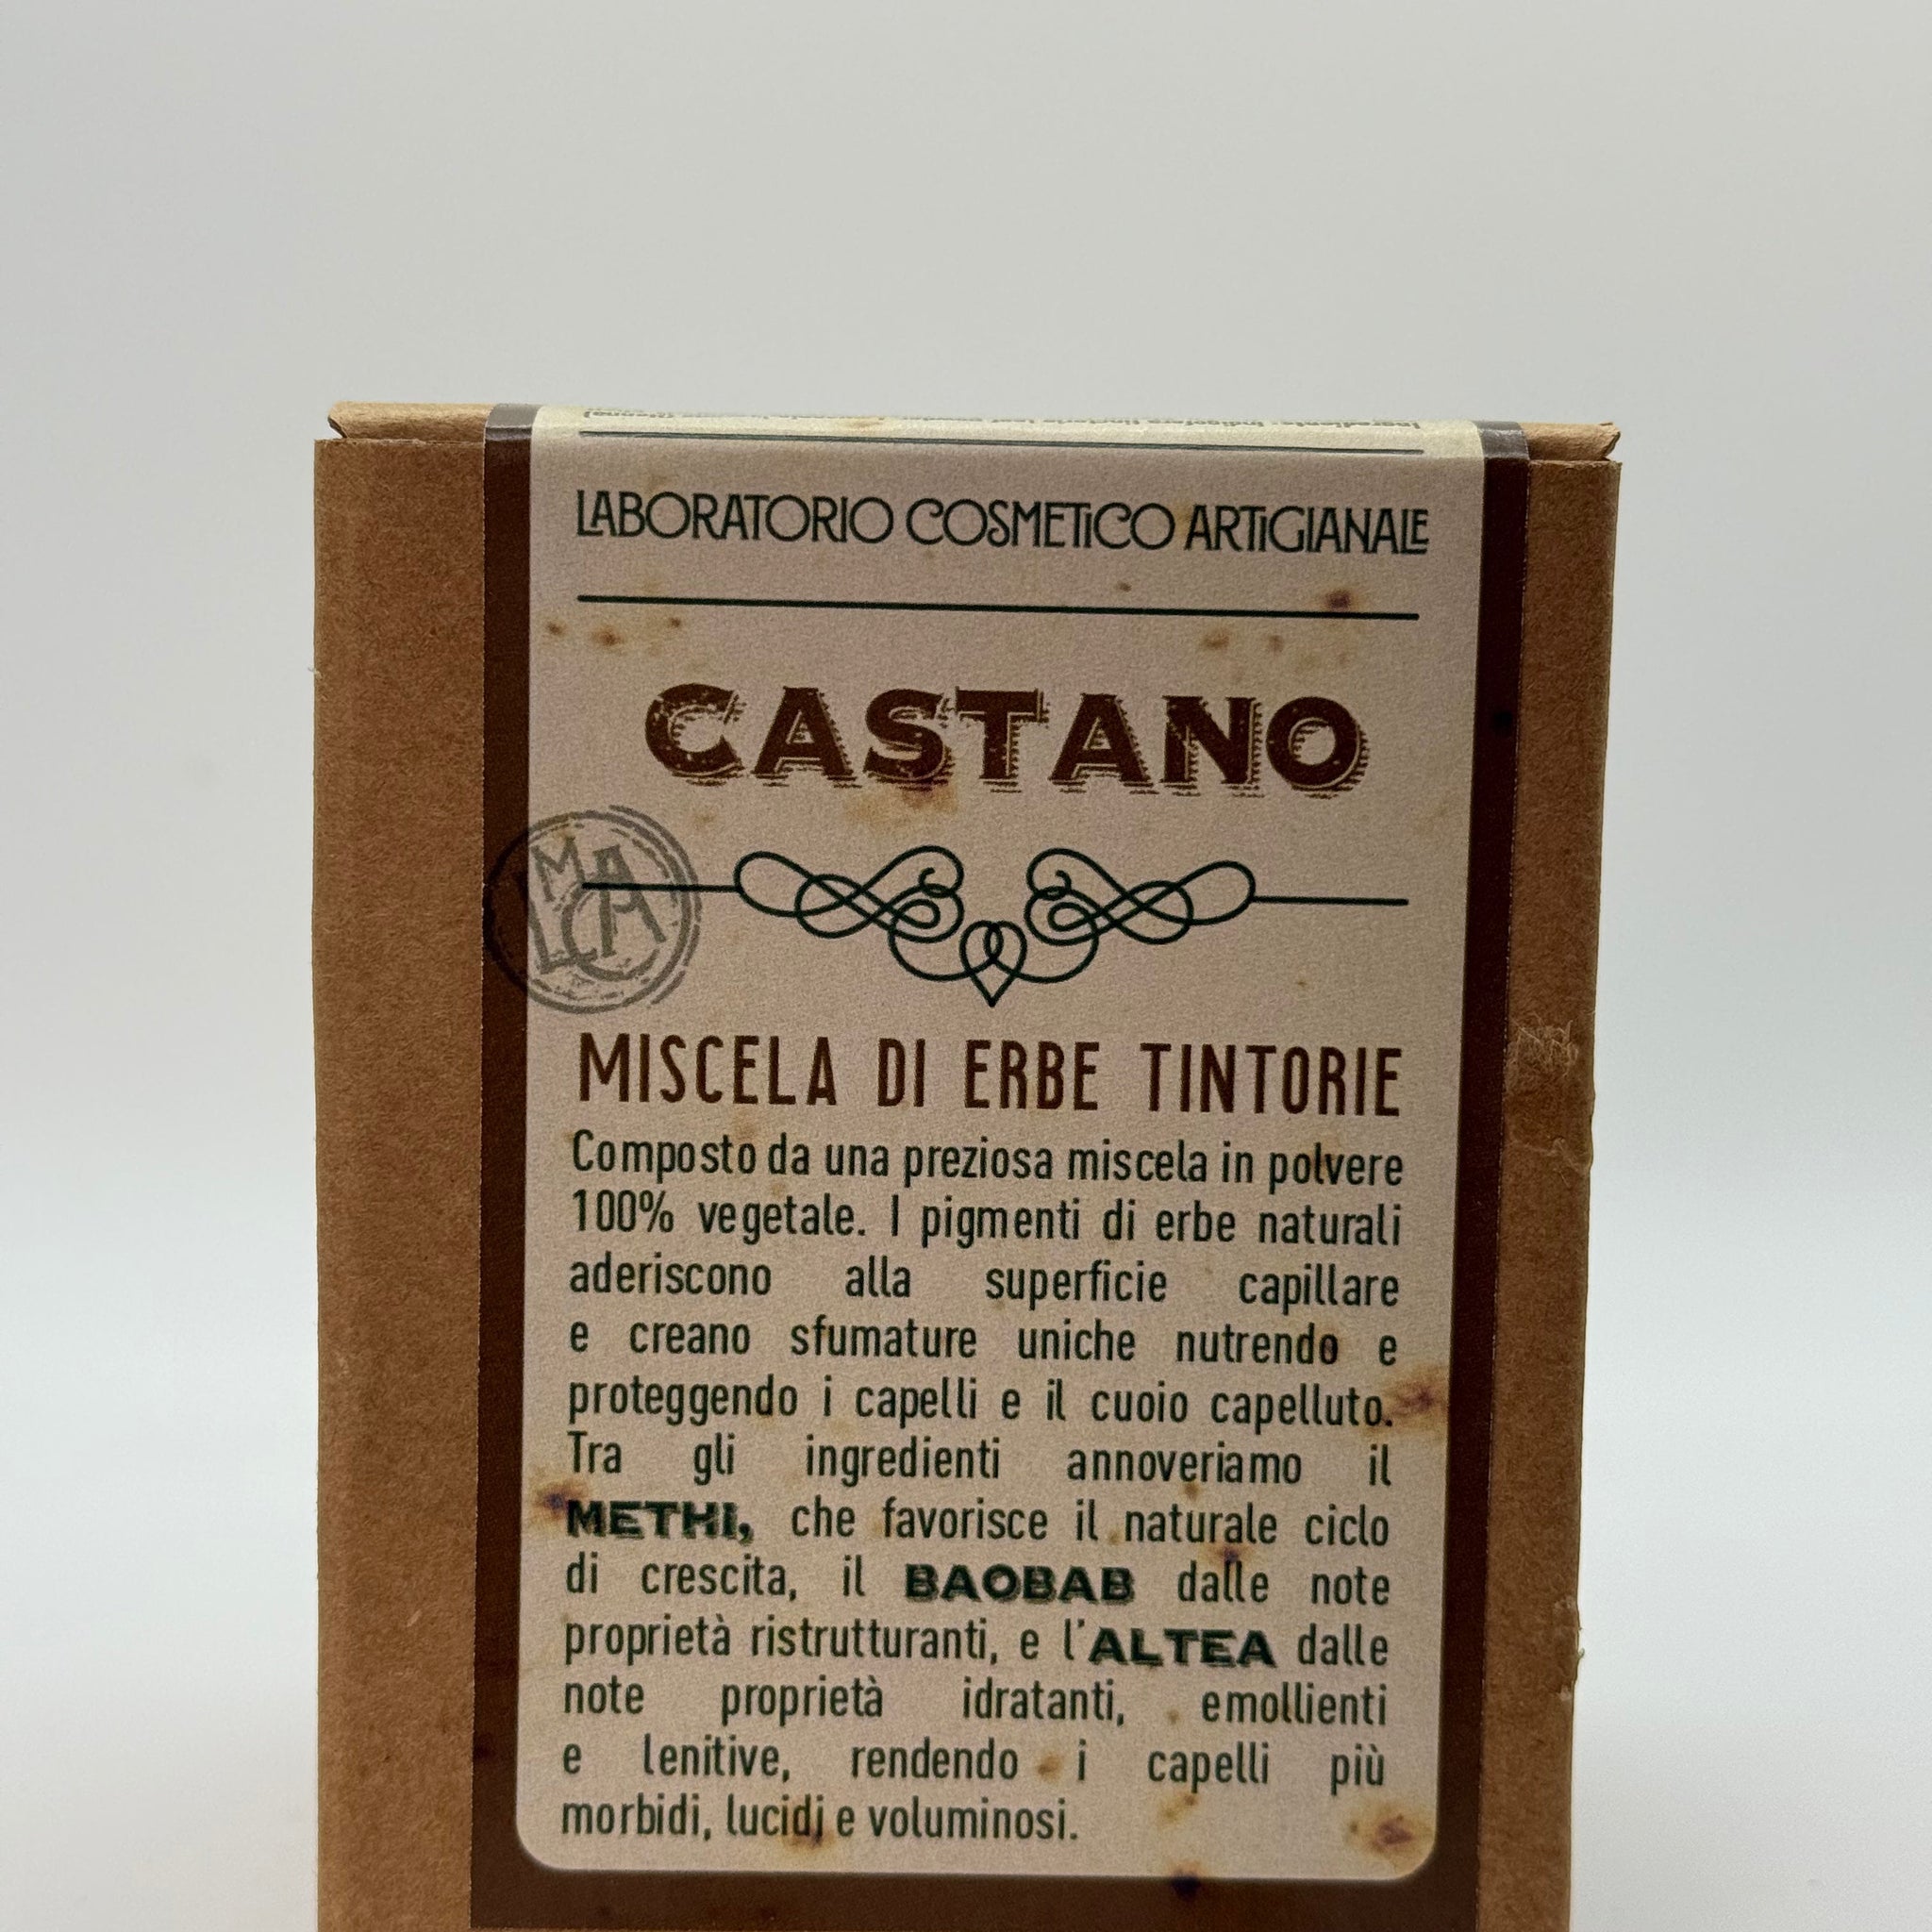 LABORATORIO COSMETICO ARTIGIANALE
CASTANO
MALCA
MISCELA DI ERBE TINTORIE
Composto da una preziosa miscela in polvere
100% vegetale. I pigmenti di erbe naturali
aderiscono alla superficie capillare
e creano sfumature uniche nutrendo e
proteggendo i capelli e il cuoio capelluto.
Tra gli ingredienti annoveriamo il
METHI, che favorisce il naturale ciclo
di crescita, il BAOBAB dalle note
proprietà ristrutturanti, e l'ALTEA dalle
note proprietà idratanti, emollienti
e lenitive, rendendo i capelli più
morbidi, lucidi e voluminosi.